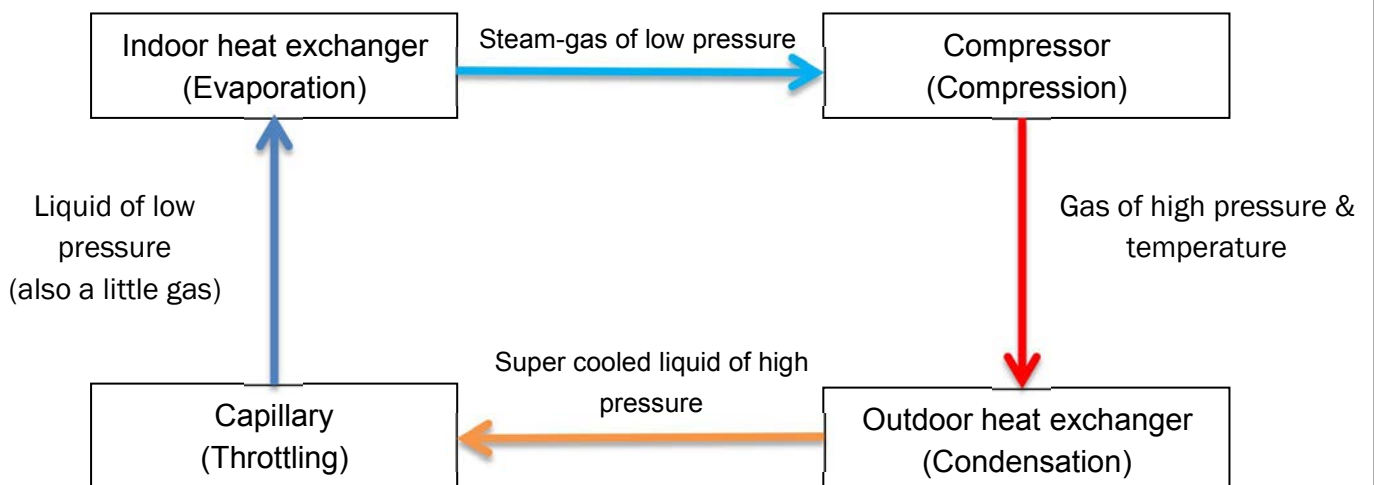 Indoor heat exchanger
(Evaporation)
Steam-gas of low pressure
Compressor
(Compression)
Liquid of low
pressure
(also a little gas)
Gas of high pressure &
temperature
Super cooled liquid of high
pressure
Capillary
(Throttling)
Outdoor heat exchanger
(Condensation)